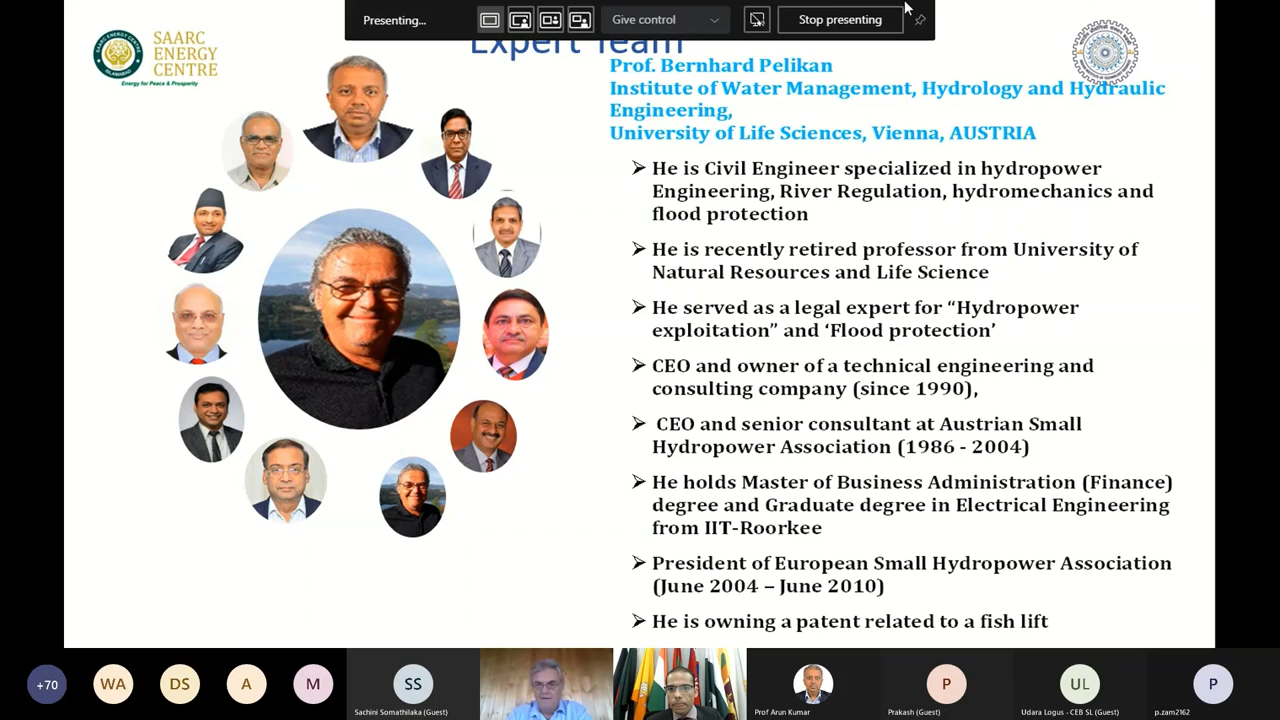 Presenting...
Give control
Stop presenting
SAARC
ENERGY
CENTRE
Energy for Peace & Prosperity
Expert Team
Prof. Bernhard Pelikan
Institute of Water Management, Hydrology and Hydraulic
Engineering,
University of Life Sciences, Vienna, AUSTRIA
➢ He is Civil Engineer specialized in hydropower
Engineering, River Regulation, hydromechanics and
flood protection
➢ He is recently retired professor from University of
Natural Resources and Life Science
➢ He served as a legal expert for “Hydropower
exploitation” and ‘Flood protection’
➢ CEO and owner of a technical engineering and
consulting company (since 1990),
➢ CEO and senior consultant at Austrian Small
Hydropower Association (1986 - 2004)
➢ He holds Master of Business Administration (Finance)
degree and Graduate degree in Electrical Engineering
from IIT-Roorkee
➢ President of European Small Hydropower Association
(June 2004 – June 2010)
➢ He is owning a patent related to a fish lift
+70
WA
DS
A
M
SS
Sachini Somathilaka (Guest)
Prof Arun Kumar
P
Prakash (Guest)
UL
Udara Logus - CEB SL (Guest)
P
p.zam2162